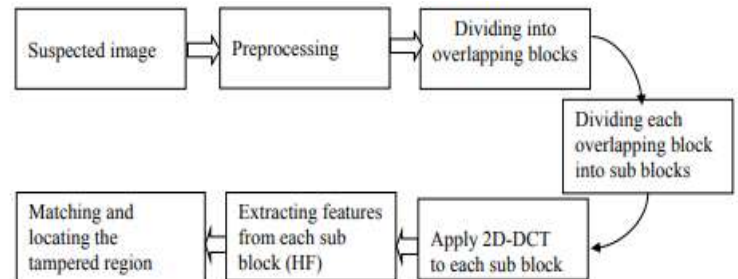 Suspected image
Preprocessing
Dividing into
overlapping blocks
Dividing each
overlapping block
into sub blocks
Apply 2D-DCT
to each sub block
Extracting features
from each sub
block (HF)
Matching and
locating the
tampered region